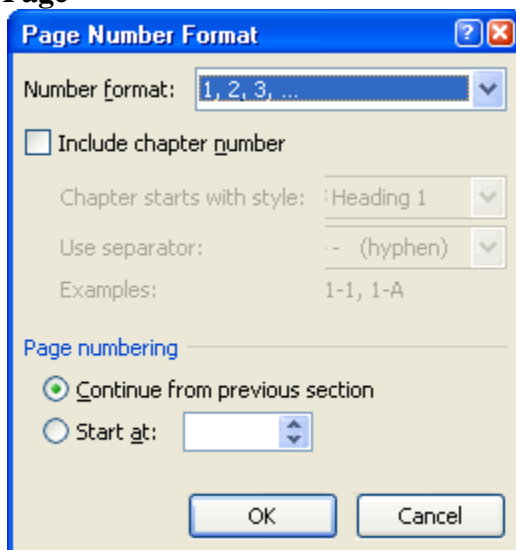 Page
Page Number Format
Number format: 1, 2, 3, ...
Include chapter number
Chapter starts with style: Heading 1
Use separator: - (hyphen)
Examples: 1-1, 1-A
Page numbering
Continue from previous section
Start at:
OK Cancel